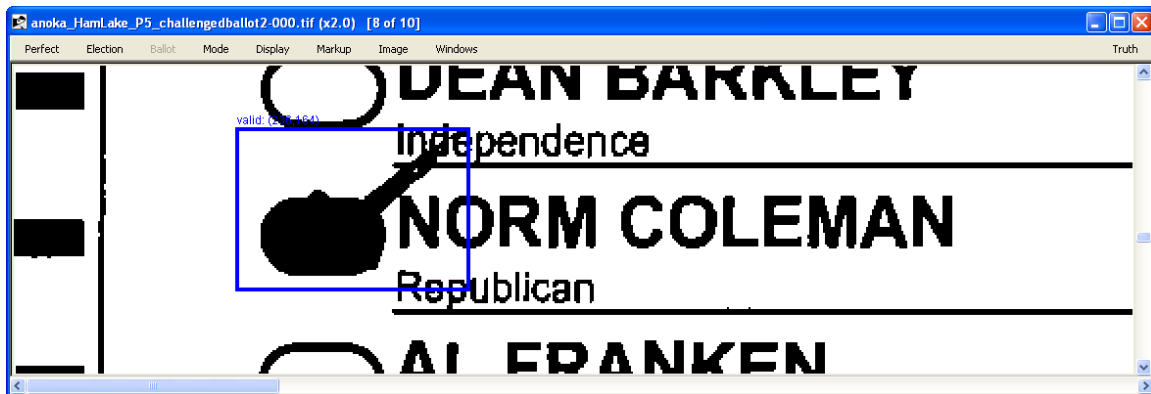 anoka_HamLake_P5_challengedballot2-000.tif (x2.0) [8 of 10]
Perfect Election Ballot Mode Display Markup Image Windows Truth
DEAN BARKLEY
Independence
NORM COLEMAN
Republican
AL FRANKEN